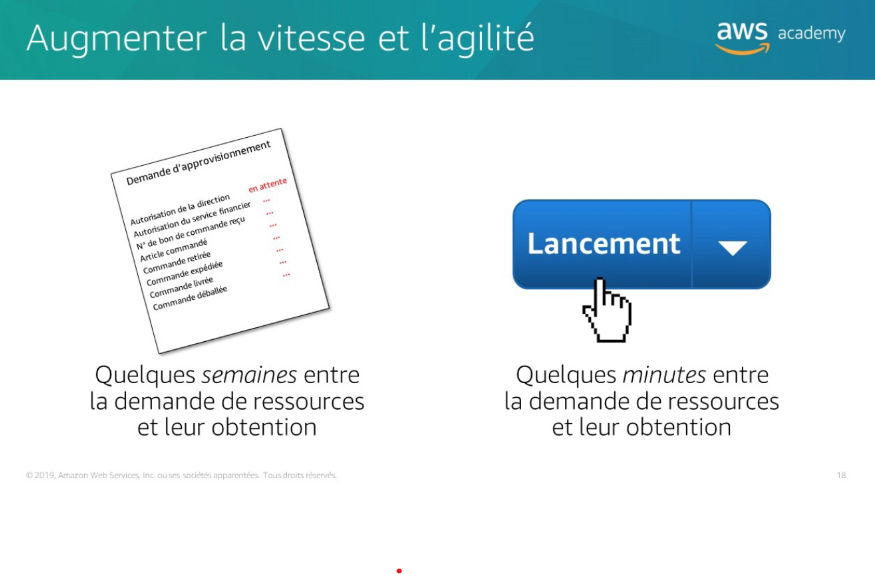 Augmenter la vitesse et l'agilité
aws academy
Demande d'approvisionnement
en attente
Autorisation de la direction ...
Autorisation du service financier ...
N° de bon de commande reçu ...
Article commandé ...
Commande retirée ...
Commande expédiée ...
Commande livrée ...
Commande déballée
Lancement
Quelques semaines entre
la demande de ressources
et leur obtention
Quelques minutes entre
la demande de ressources
et leur obtention
© 2019, Amazon Web Services, Inc. ou ses sociétés apparentées. Tous droits réservés.
18